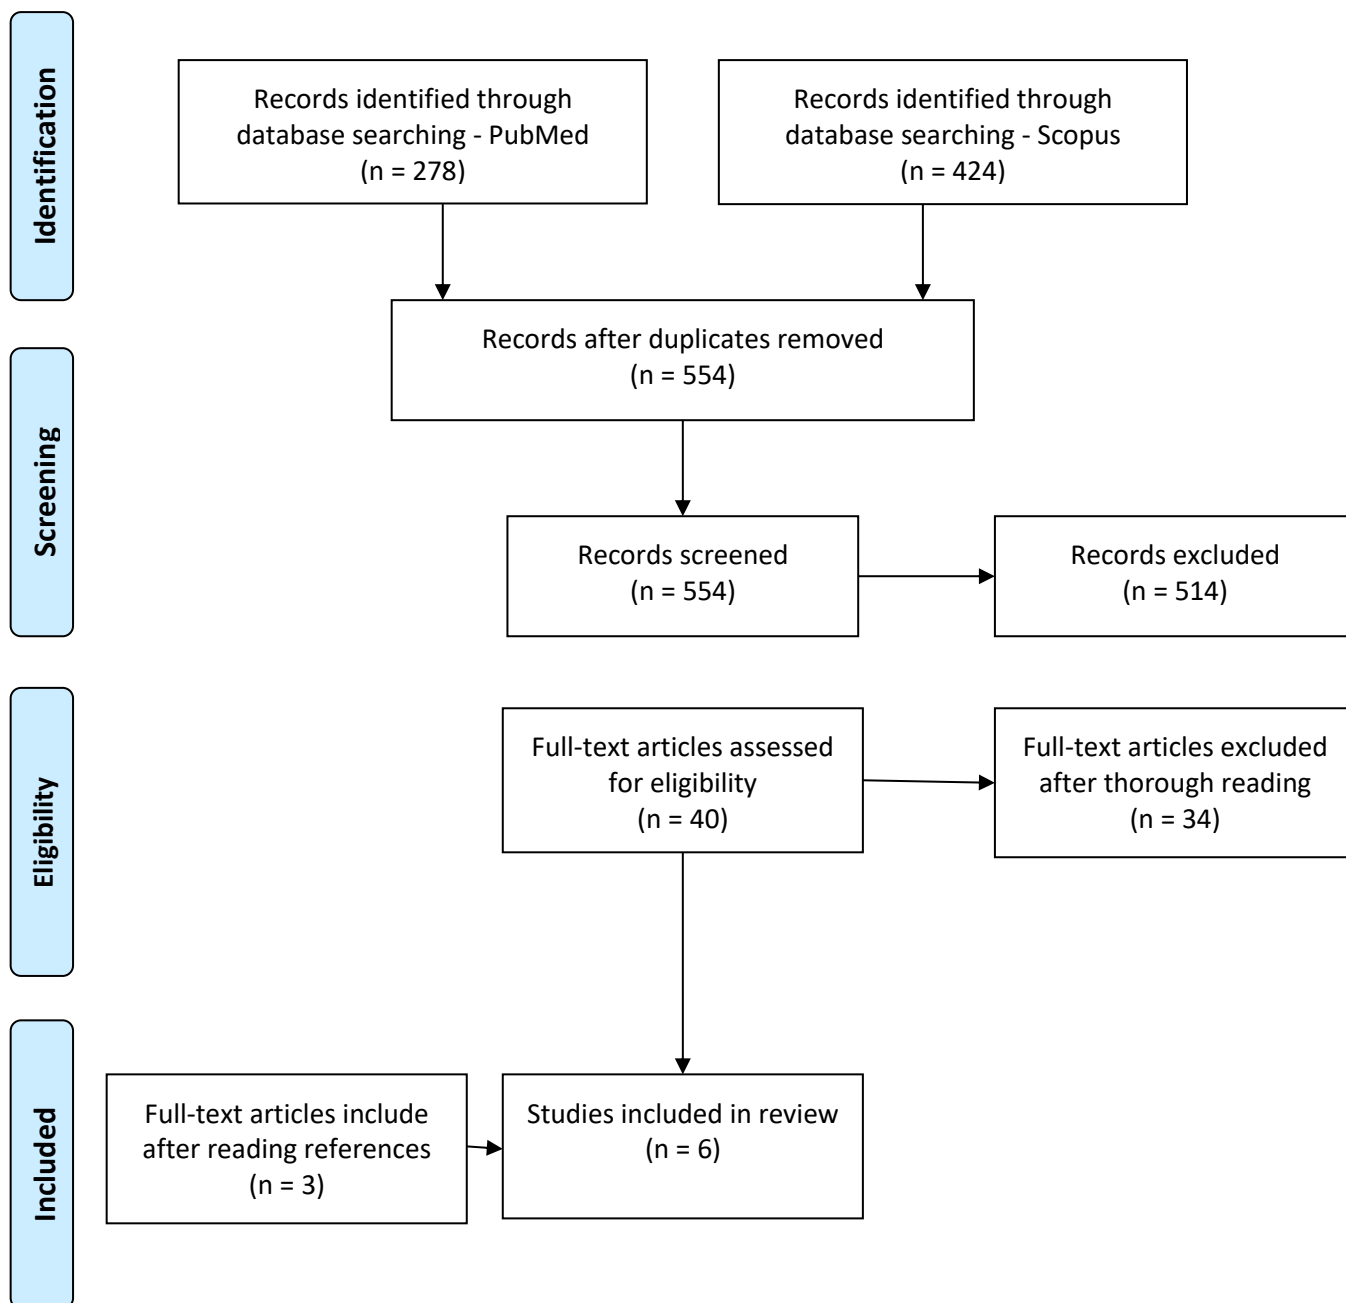 Identification
Records identified through
database searching - PubMed
(n = 278)
Records identified through
database searching - Scopus
(n = 424)
Records after duplicates removed
(n = 554)
Screening
Records screened
(n = 554)
Records excluded
(n = 514)
Eligibility
Full-text articles assessed
for eligibility
(n = 40)
Full-text articles excluded
after thorough reading
(n = 34)
Included
Full-text articles include
after reading references
(n = 3)
Studies included in review
(n = 6)